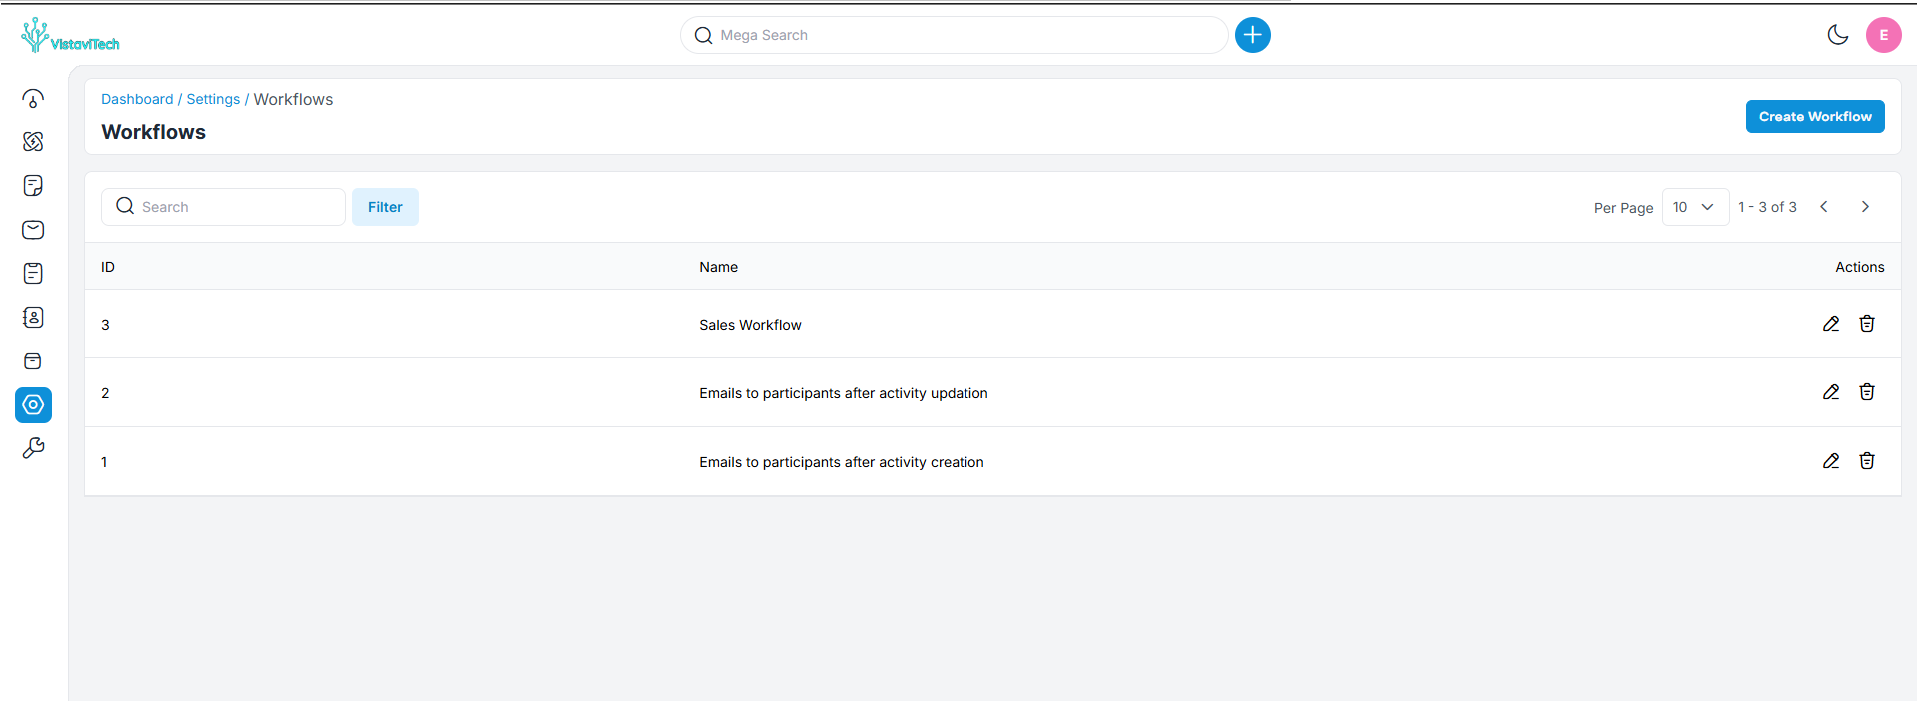 VistaviTech
Mega Search
E
Dashboard / Settings / Workflows
Workflows
Create Workflow
Search
Filter
Per Page 10 1 - 3 of 3
ID Name Actions
3 Sales Workflow
2 Emails to participants after activity updation
1 Emails to participants after activity creation